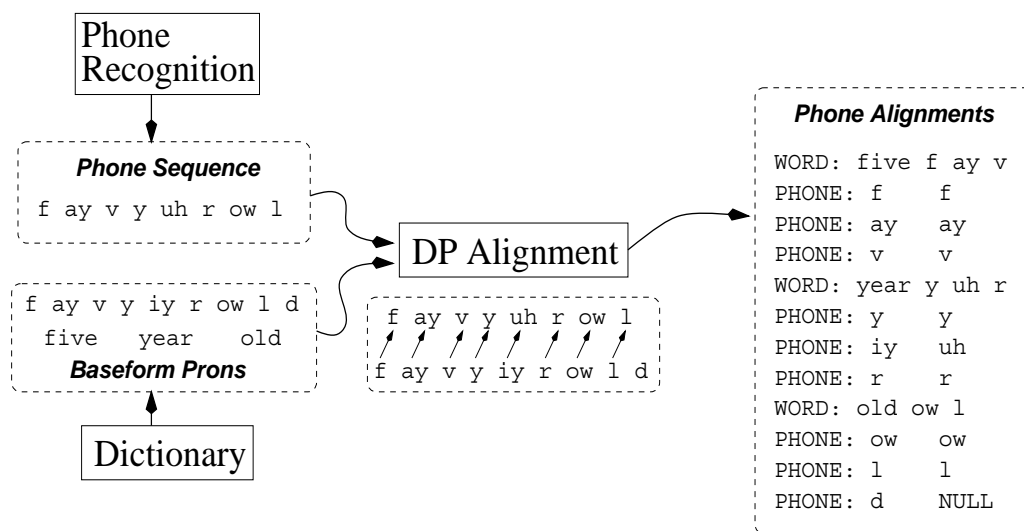 Phone
Recognition
Phone Sequence
f ay v y uh r ow l
f ay v y iy r ow l d
five year old
Baseform Prons
Dictionary
DP Alignment
f ay v y uh r ow l
f ay v y iy r ow l d
Phone Alignments
WORD: five f ay v
PHONE: f f
PHONE: ay ay
PHONE: v v
WORD: year y uh r
PHONE: y y
PHONE: iy uh
PHONE: r r
WORD: old ow l
PHONE: ow ow
PHONE: l l
PHONE: d NULL